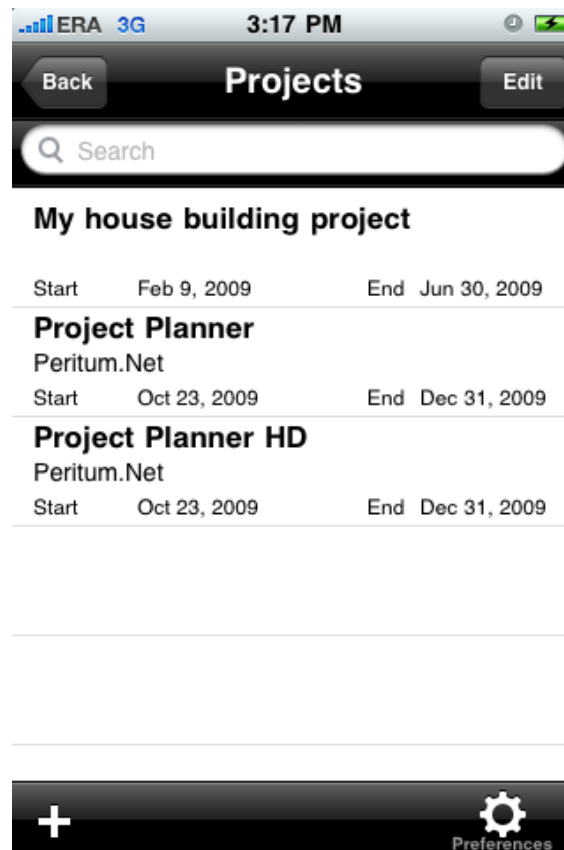 ERA 3G 3:17 PM
Back Projects Edit
Search
My house building project
Start Feb 9, 2009 End Jun 30, 2009
Project Planner
Peritum.Net
Start Oct 23, 2009 End Dec 31, 2009
Project Planner HD
Peritum.Net
Start Oct 23, 2009 End Dec 31, 2009
Preferences